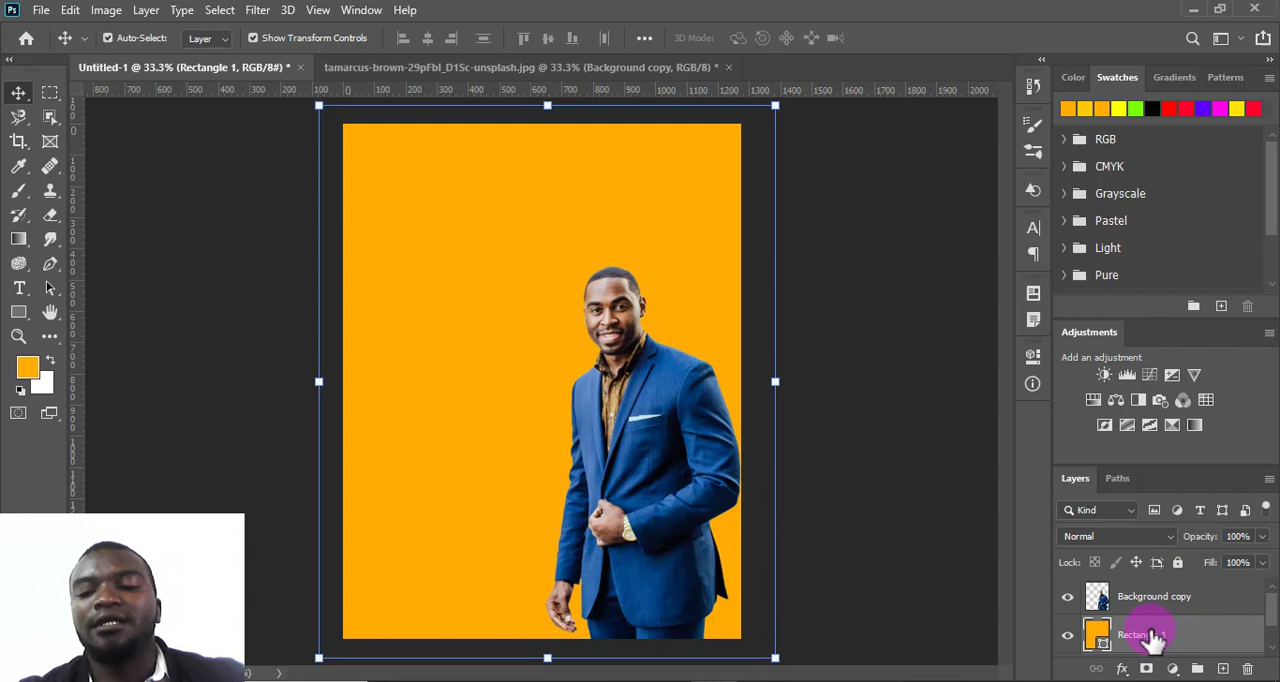 Ps File Edit Image Layer Type Select Filter 3D View Window Help
Auto-Select: Layer Show Transform Controls ••• 3D Mode:
Untitled-1 @ 33.3% (Rectangle 1, RGB/8#) * × tamarcus-brown-29pFbI_D1Sc-unsplash.jpg @ 33.3% (Background copy, RGB/8) * ×
800 700 600 500 400 300 200 100 0 100 200 300 400 500 600 700 800 900 1000 1100 1200 1300 1400 1500 1600 1700 1800 1900 2000
Color Swatches Gradients Patterns
RGB
CMYK
Grayscale
Pastel
Light
Pure
Adjustments
Add an adjustment
Layers Paths
Kind
Normal Opacity: 100%
Lock: Fill: 100%
Background copy